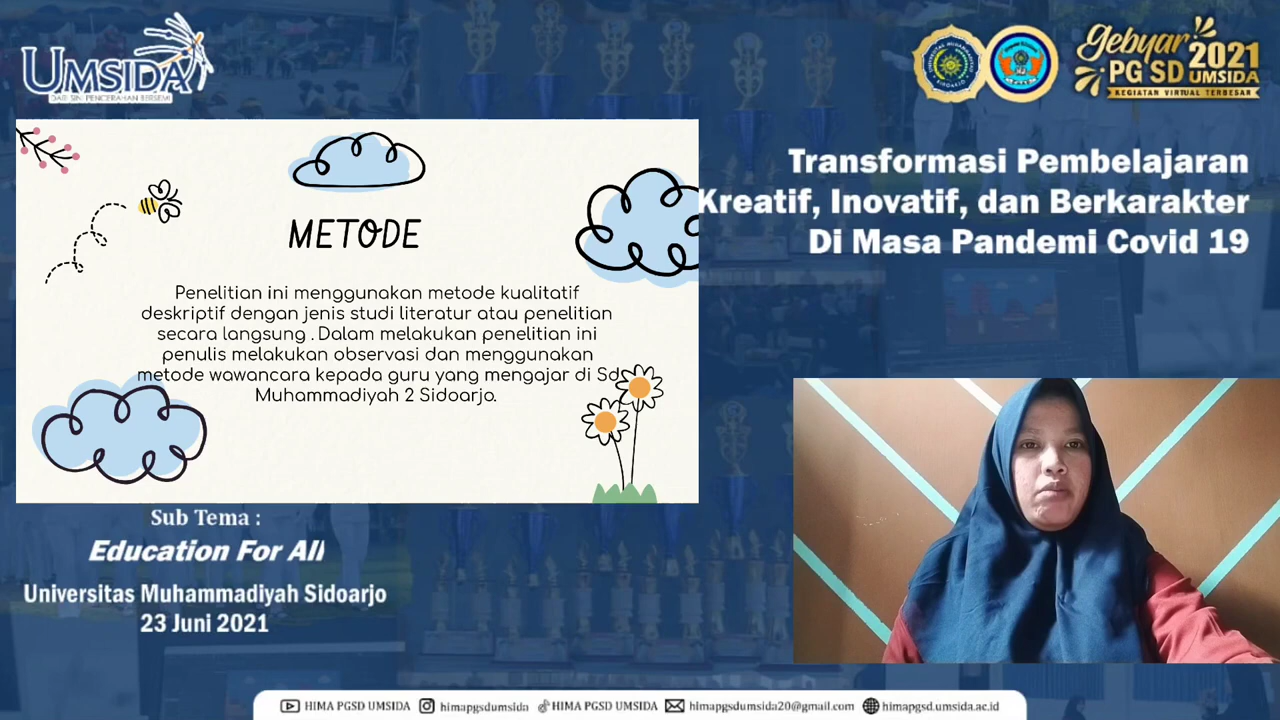 UMSIDA
DARI SINI PENCERAHAN BERSEMI
gebyar
PG SD
2021
UMSIDA
KEGIATAN VIRTUAL TERBESAR
Transformasi Pembelajaran
Kreatif, Inovatif, dan Berkarakter
Di Masa Pandemi Covid 19
METODE
Penelitian ini menggunakan metode kualitatif
deskriptif dengan jenis studi literatur atau penelitian
secara langsung . Dalam melakukan penelitian ini
penulis melakukan observasi dan menggunakan
metode wawancara kepada guru yang mengajar di Sd
Muhammadiyah 2 Sidoarjo.
Sub Tema :
Education For All
Universitas Muhammadiyah Sidoarjo
23 Juni 2021
HIMA PGSD UMSIDA himapgsdumsida HIMA PGSD UMSIDA himapgsdumsida20@gmail.com himapgsd.umsida.ac.id